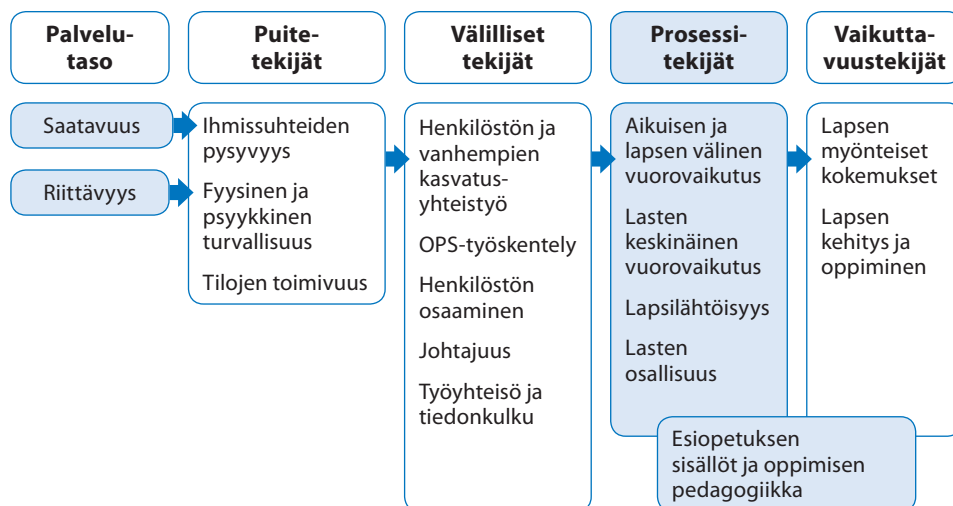 Palvelu-
taso
Puite-
tekijät
Välilliset
tekijät
Prosessi-
tekijät
Vaikutta-
vuustekijät
Saatavuus
Riittävyys
Ihmissuhteiden
pysyvyys
Fyysinen ja
psyykkinen
turvallisuus
Tilojen toimivuus
Henkilöstön ja
vanhempien
kasvatus-
yhteistyö
OPS-työskentely
Henkilöstön
osaaminen
Johtajuus
Työyhteisö ja
tiedonkulku
Aikuisen ja
lapsen välinen
vuorovaikutus
Lasten
keskinäinen
vuorovaikutus
Lapsilähtöisyys
Lasten
osallisuus
Lapsen
myönteiset
kokemukset
Lapsen
kehitys ja
oppiminen
Esiopetuksen
sisällöt ja oppimisen
pedagogiikka